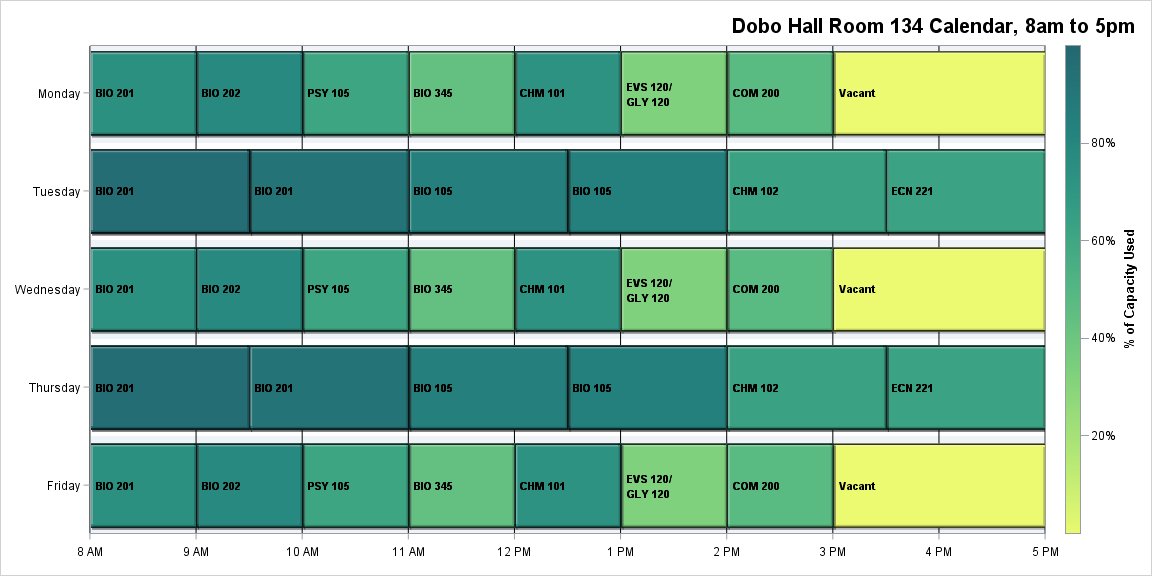 Dobo Hall Room 134 Calendar, 8am to 5pm
Monday
BIO 201
BIO 202
PSY 105
BIO 345
CHM 101
EVS 120/
GLY 120
COM 200
Vacant
Tuesday
BIO 201
BIO 201
BIO 105
BIO 105
CHM 102
ECN 221
Wednesday
BIO 201
BIO 202
PSY 105
BIO 345
CHM 101
EVS 120/
GLY 120
COM 200
Vacant
Thursday
BIO 201
BIO 201
BIO 105
BIO 105
CHM 102
ECN 221
Friday
BIO 201
BIO 202
PSY 105
BIO 345
CHM 101
EVS 120/
GLY 120
COM 200
Vacant
8 AM
9 AM
10 AM
11 AM
12 PM
1 PM
2 PM
3 PM
4 PM
5 PM
80%
60%
40%
20%
% of Capacity Used